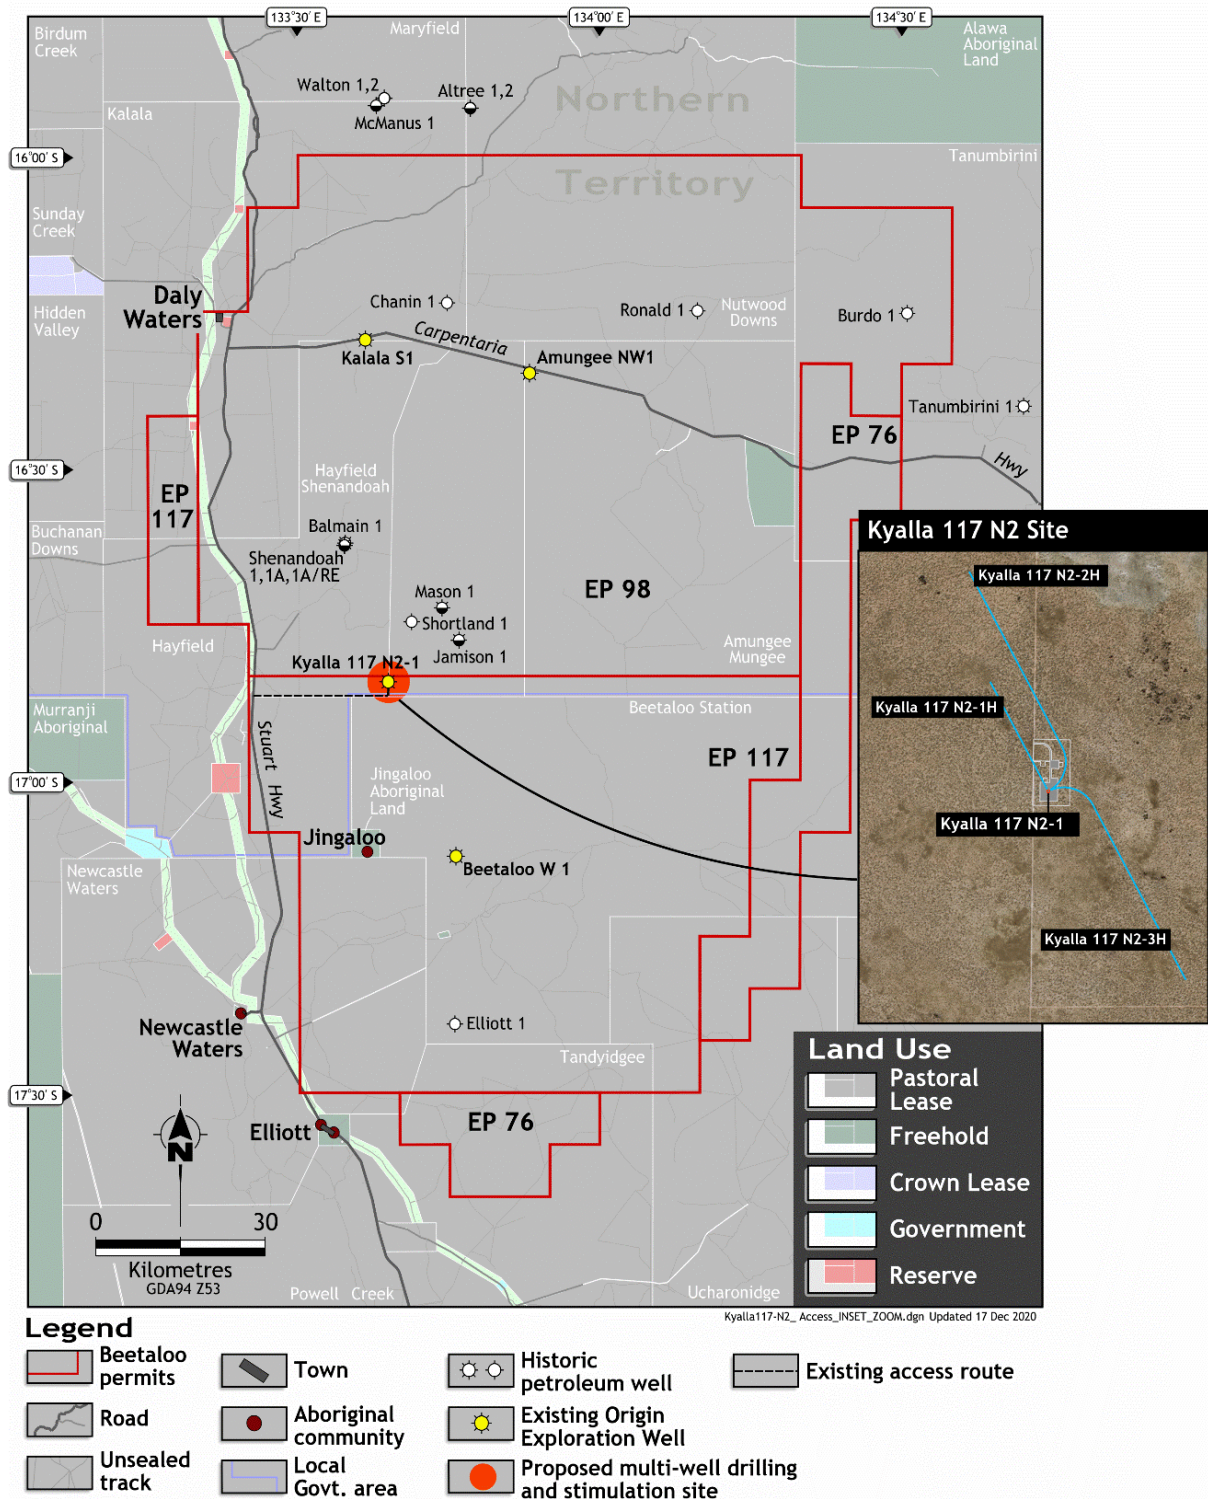 133°30' E
134°00' E
134°30' E
Birdum
Creek
Maryfield
Alawa
Aboriginal
Land
Walton 1,2
Altree 1,2
McManus 1
Kalala
Northern
Territory
16°00' S
Tanumbirini
Sunday
Creek
Daly
Waters
Hidden
Valley
Chanin 1
Ronald 1
Nutwood
Downs
Burdo 1
Carpentaria
Kalala S1
Amungee NW1
Tanumbirini 1
EP 76
Hwy
16°30' S
EP
117
Hayfield
Shenandoah
Buchanan
Downs
Balmain 1
Shenandoah
1,1A,1A/RE
EP 98
Mason 1
Shortland 1
Jamison 1
Hayfield
Amungee
Mungee
Kyalla 117 N2-1
Murranji
Aboriginal
Beetaloo Station
Stuart Hwy
EP 117
17°00' S
Jingaloo
Aboriginal
Land
Jingaloo
Beetaloo W 1
Newcastle
Waters
Newcastle
Waters
Elliott 1
Tandyidgee
17°30' S
Elliott
EP 76
N
0 30
Kilometres
GDA94 Z53
Powell Creek
Ucharonidge
Kyalla 117 N2 Site
Kyalla 117 N2-2H
Kyalla 117 N2-1H
Kyalla 117 N2-1
Kyalla 117 N2-3H
Land Use
Pastoral
Lease
Freehold
Crown Lease
Government
Reserve
Kyalla117-N2_ Access_INSET_ZOOM.dgn Updated 17 Dec 2020
Legend
Beetaloo
permits
Road
Unsealed
track
Town
Aboriginal
community
Local
Govt. area
Historic
petroleum well
Existing Origin
Exploration Well
Proposed multi-well drilling
and stimulation site
Existing access route